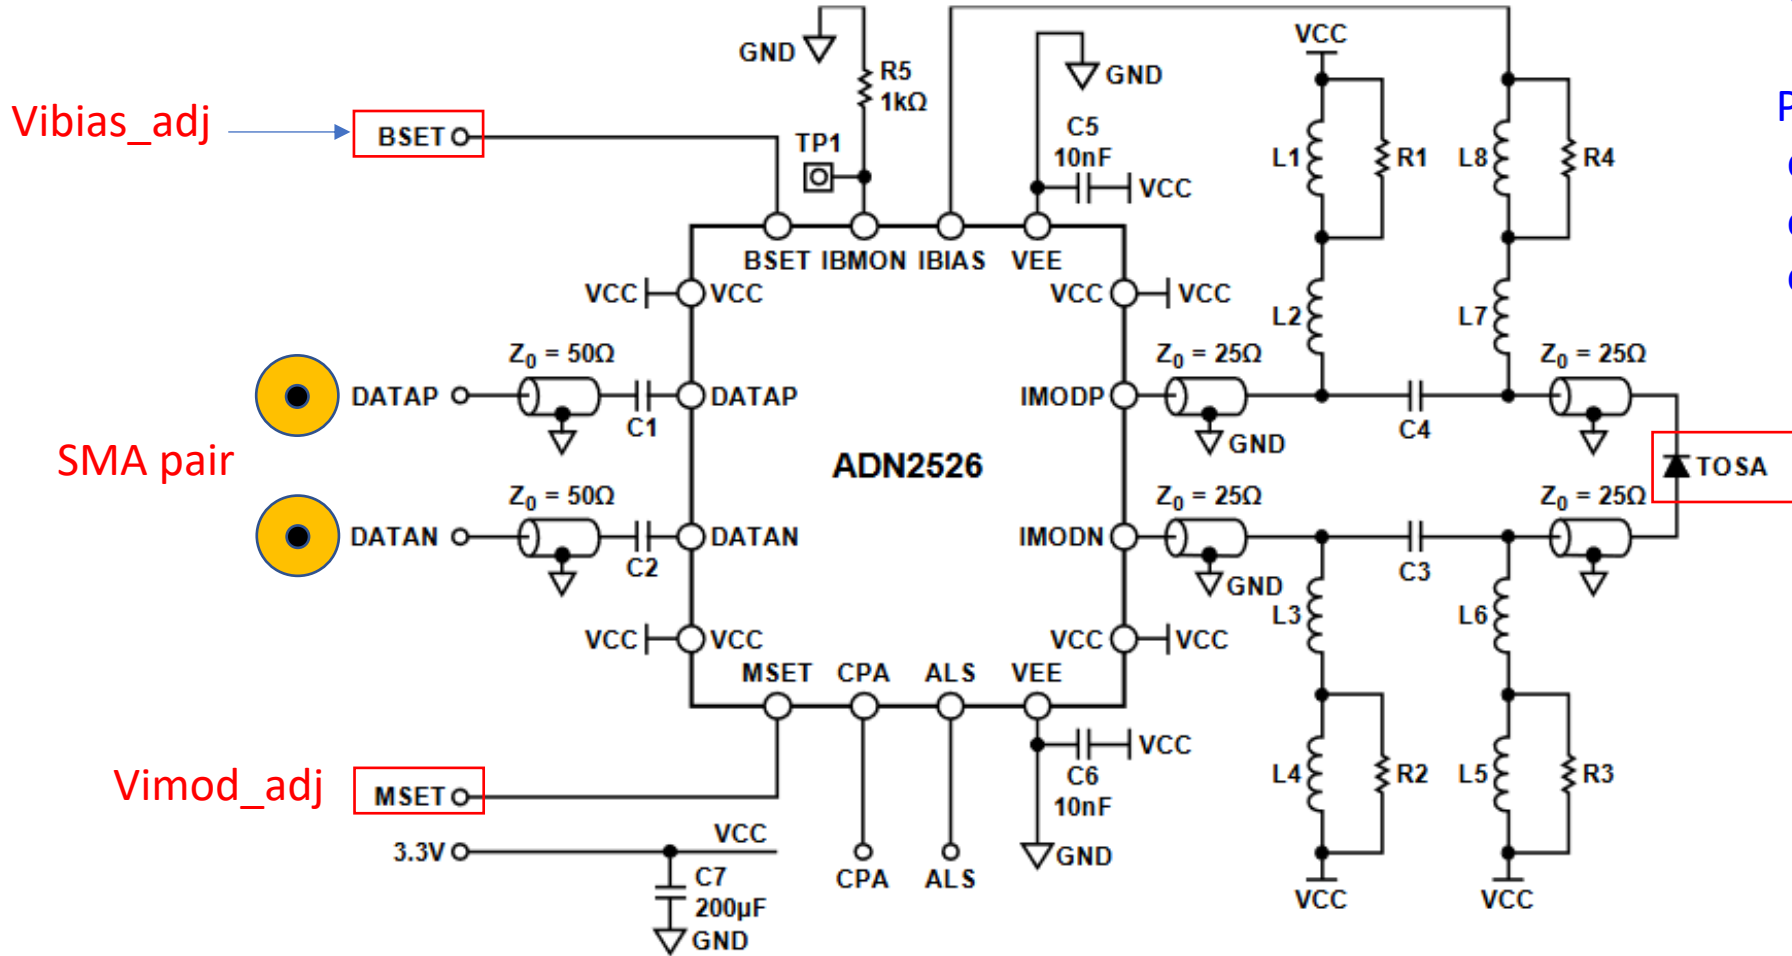 VCC
GND
GND
R5
1kΩ
Vibias_adj
BSET
C5
10nF
TP1
L1
R1
L8
R4
VCC
BSET IBMON IBIAS VEE
VCC
VCC
VCC
VCC
L2
L7
Z0 = 50Ω
Z0 = 25Ω
Z0 = 25Ω
DATAP
DATAP
IMODP
C1
GND
C4
SMA pair
ADN2526
TOSA
Z0 = 50Ω
Z0 = 25Ω
Z0 = 25Ω
DATAN
DATAN
IMODN
C2
GND
C3
L3
L6
VCC
VCC
VCC
VCC
MSET CPA ALS VEE
VCC
Vimod_adj
MSET
C6
10nF
L4
R2
L5
R3
3.3V
VCC
GND
C7
200µF
CPA
ALS
VCC
VCC
GND